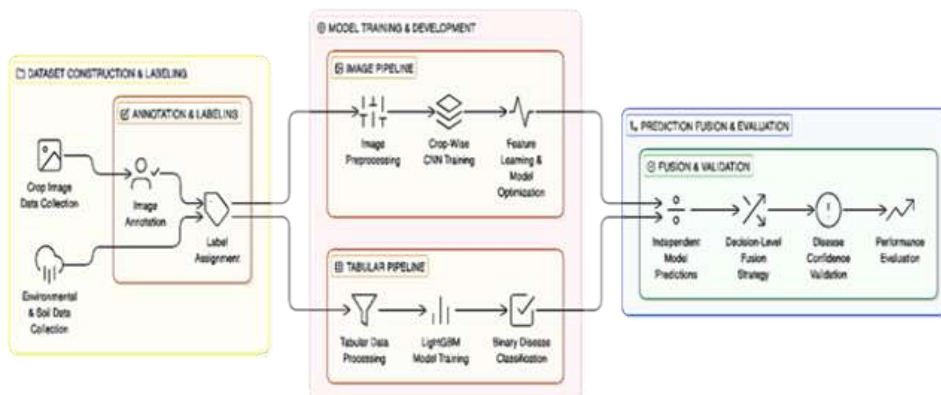 DATASET CONSTRUCTION & LABELING
ANNOTATION & LABELING
Crop Image
Data Collection
Image
Annotation
Label
Assignment
Environmental
& Soil Data
Collection
MODEL TRAINING & DEVELOPMENT
IMAGE PIPELINE
Image
Preprocessing
Crop-Wise
CNN Training
Feature
Learning &
Model
Optimization
TABULAR PIPELINE
Tabular Data
Processing
LightGBM
Model Training
Binary Disease
Classification
PREDICTION FUSION & EVALUATION
FUSION & VALIDATION
Independent
Model
Predictions
Decision-Level
Fusion
Strategy
Disease
Confidence
Validation
Performance
Evaluation